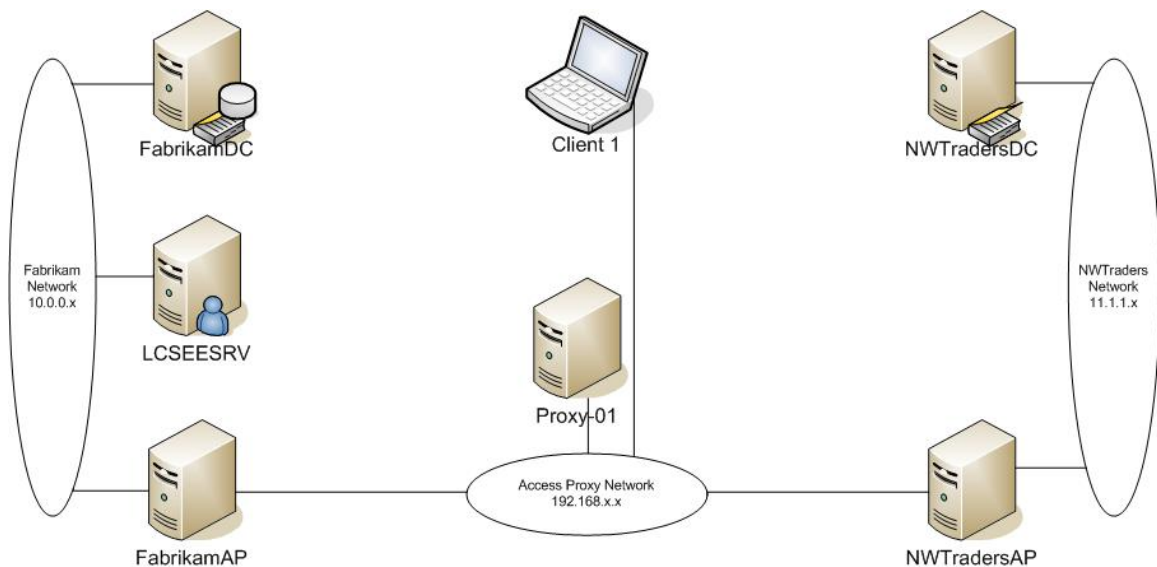 FabrikamDC
Client 1
NWTradersDC
Fabrikam
Network
10.0.0.x
NWTraders
Network
11.1.1.x
LCSEESRV
Proxy-01
Access Proxy Network
192.168.x.x
FabrikamAP
NWTradersAP